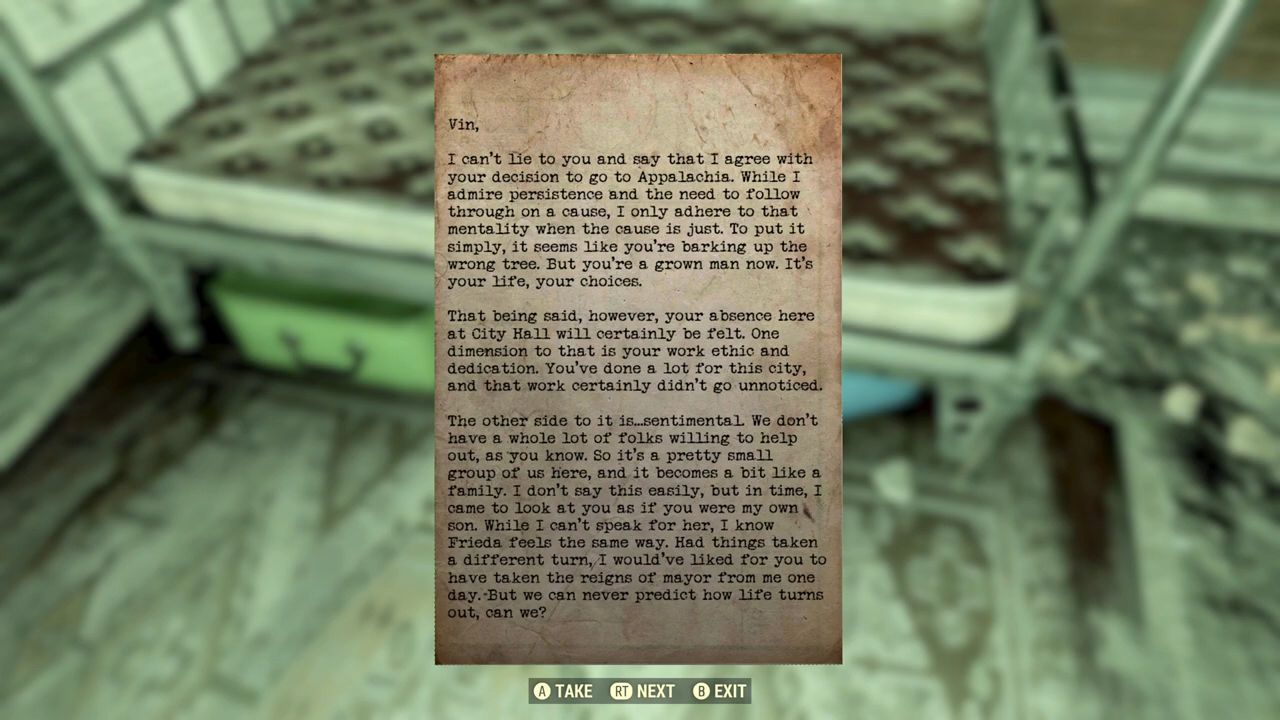 Vin,
I can't lie to you and say that I agree with
your decision to go to Appalachia. While I
admire persistence and the need to follow
through on a cause, I only adhere to that
mentality when the cause is just. To put it
simply, it seems like you're barking up the
wrong tree. But you're a grown man now. It's
your life, your choices.
That being said, however, your absence here
at City Hall will certainly be felt. One
dimension to that is your work ethic and
dedication. You've done a lot for this city,
and that work certainly didn't go unnoticed.
The other side to it is...sentimental. We don't
have a whole lot of folks willing to help
out, as you know. So it's a pretty small
group of us here, and it becomes a bit like a
family. I don't say this easily, but in time, I
came to look at you as if you were my own
son. While I can't speak for her, I know
Frieda feels the same way. Had things taken
a different turn, I would've liked for you to
have taken the reigns of mayor from me one
day. But we can never predict how life turns
out, can we?
A TAKE RT NEXT B EXIT